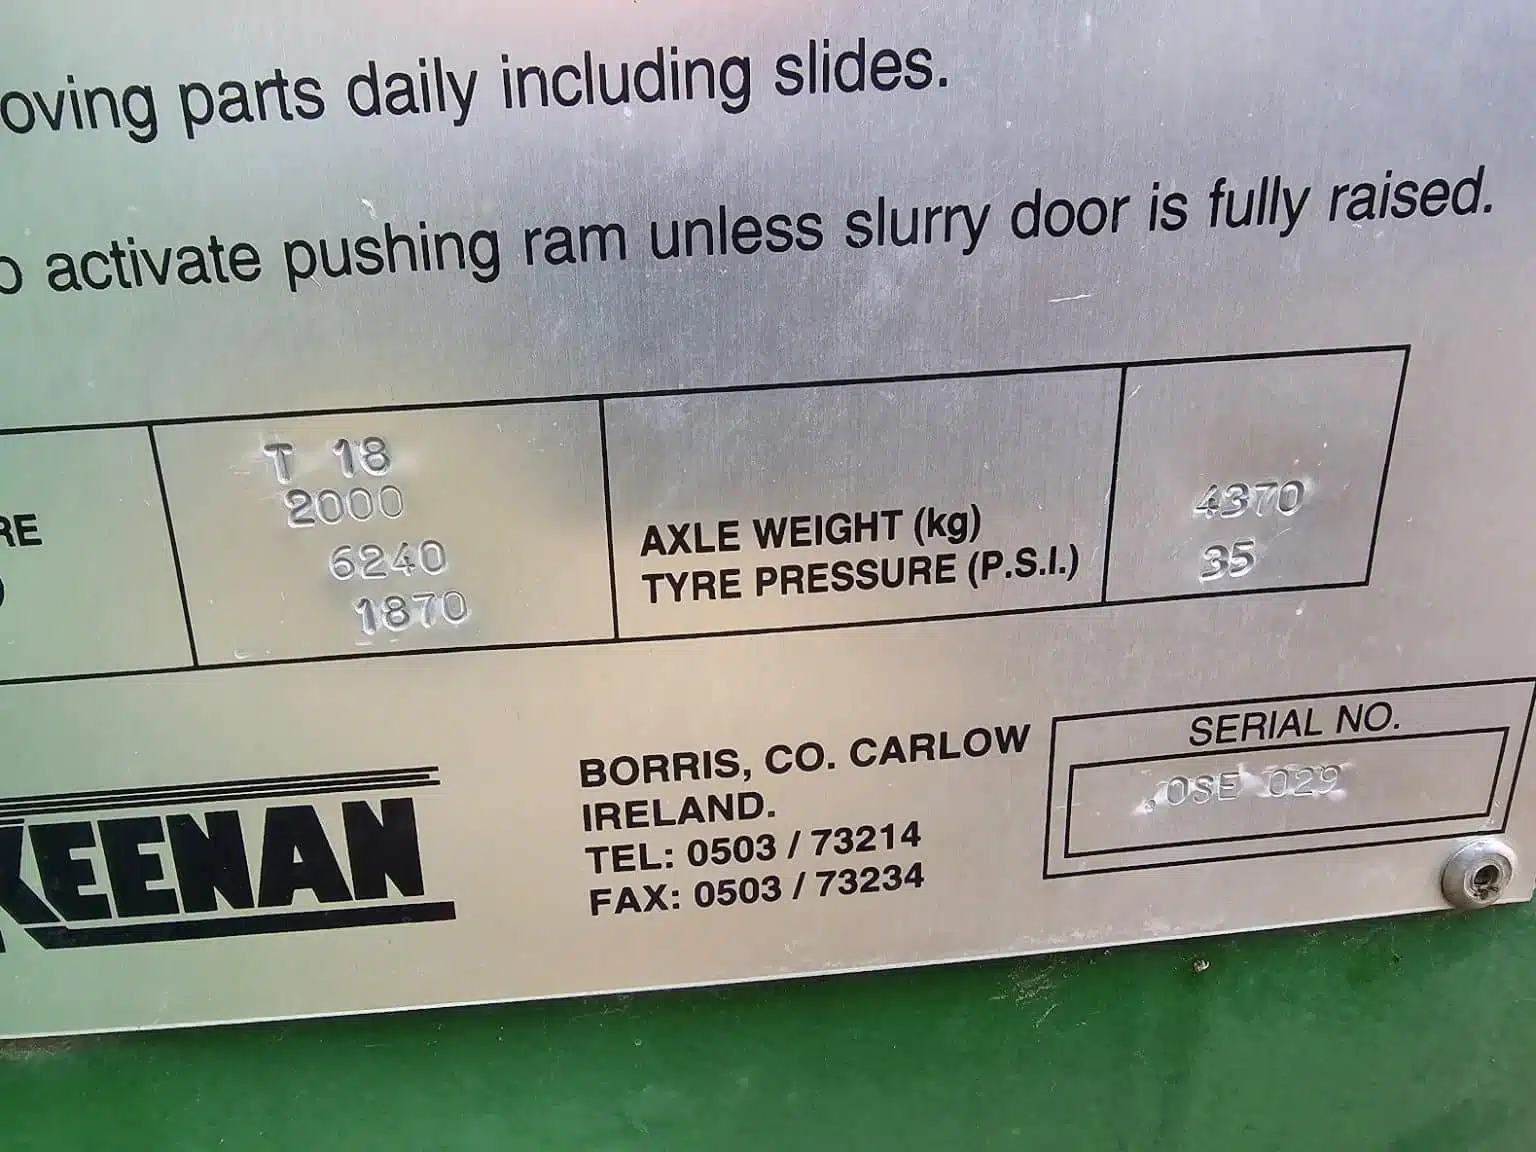 oving parts daily including slides.
o activate pushing ram unless slurry door is fully raised.
T 18
2000
RE
6240
)
1870
AXLE WEIGHT (kg)
4370
TYRE PRESSURE (P.S.I.)
35
KEENAN
BORRIS, CO. CARLOW
IRELAND.
TEL: 0503 / 73214
FAX: 0503 / 73234
SERIAL NO.
.OSE 029